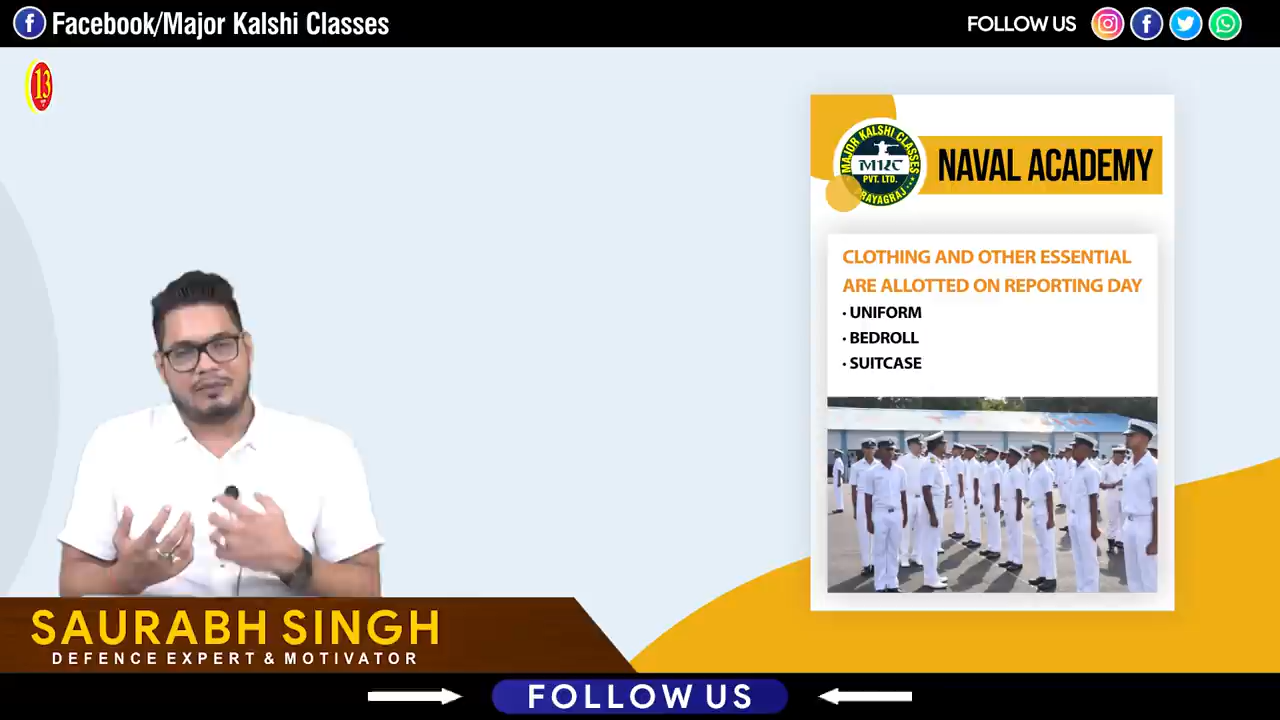 Facebook/Major Kalshi Classes
FOLLOW US
13
MAJOR KALSHI CLASSES
MKC
PVT. LTD.
PRAYAGRAJ
NAVAL ACADEMY
CLOTHING AND OTHER ESSENTIAL
ARE ALLOTTED ON REPORTING DAY
· UNIFORM
· BEDROLL
· SUITCASE
SAURABH SINGH
DEFENCE EXPERT & MOTIVATOR
FOLLOW US